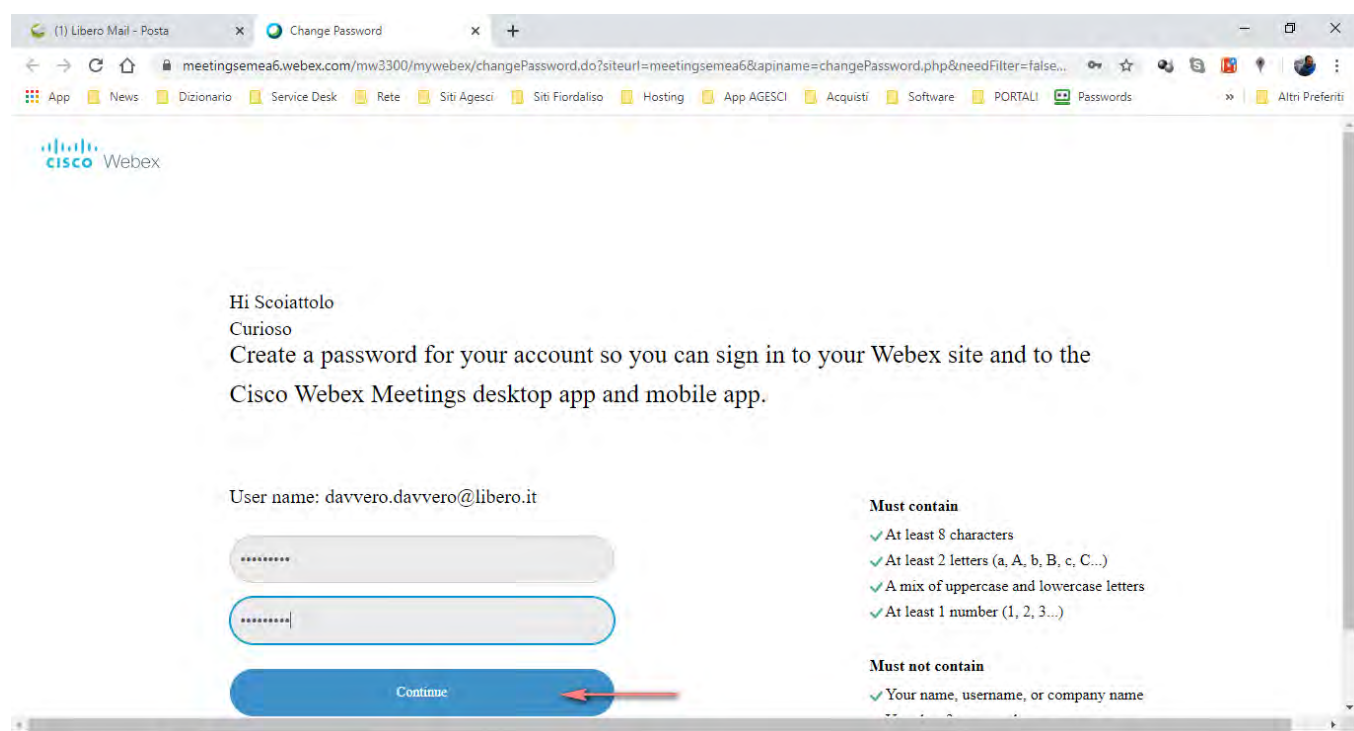 (1) Libero Mail - Posta
Change Password
meetingsemea6.webex.com/mw3300/mywebex/changePassword.do?siteurl=meetingsemea6&apiname=changePassword.php&needFilter=false...
App News Dizionario Service Desk Rete Siti Agesci Siti Fiordaliso Hosting App AGESCI Acquisti Software PORTALI Passwords » Altri Preferiti
cisco Webex
Hi Scoiattolo
Curioso
Create a password for your account so you can sign in to your Webex site and to the
Cisco Webex Meetings desktop app and mobile app.
User name: davvero.davvero@libero.it
•••••••••
•••••••••
Continue
Must contain
At least 8 characters
At least 2 letters (a, A, b, B, c, C...)
A mix of uppercase and lowercase letters
At least 1 number (1, 2, 3...)
Must not contain
Your name, username, or company name